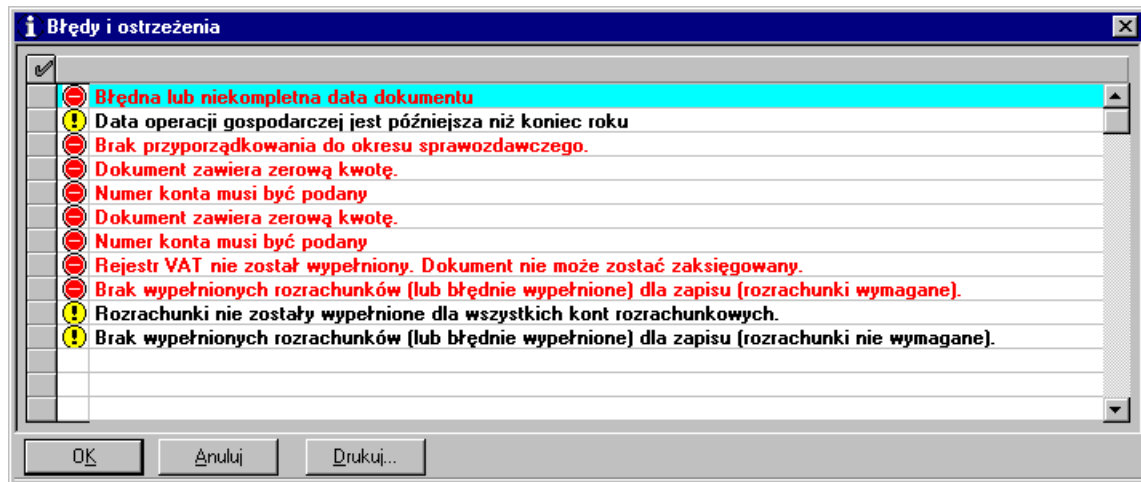 Błędy i ostrzeżenia
Błędna lub niekompletna data dokumentu
Data operacji gospodarczej jest późniejsza niż koniec roku
Brak przyporządkowania do okresu sprawozdawczego.
Dokument zawiera zerową kwotę.
Numer konta musi być podany
Dokument zawiera zerową kwotę.
Numer konta musi być podany
Rejestr VAT nie został wypełniony. Dokument nie może zostać zaksięgowany.
Brak wypełnionych rozrachunków (lub błędnie wypełnione) dla zapisu (rozrachunki wymagane).
Rozrachunki nie zostały wypełnione dla wszystkich kont rozrachunkowych.
Brak wypełnionych rozrachunków (lub błędnie wypełnione) dla zapisu (rozrachunki nie wymagane).
OK Anuluj Drukuj...